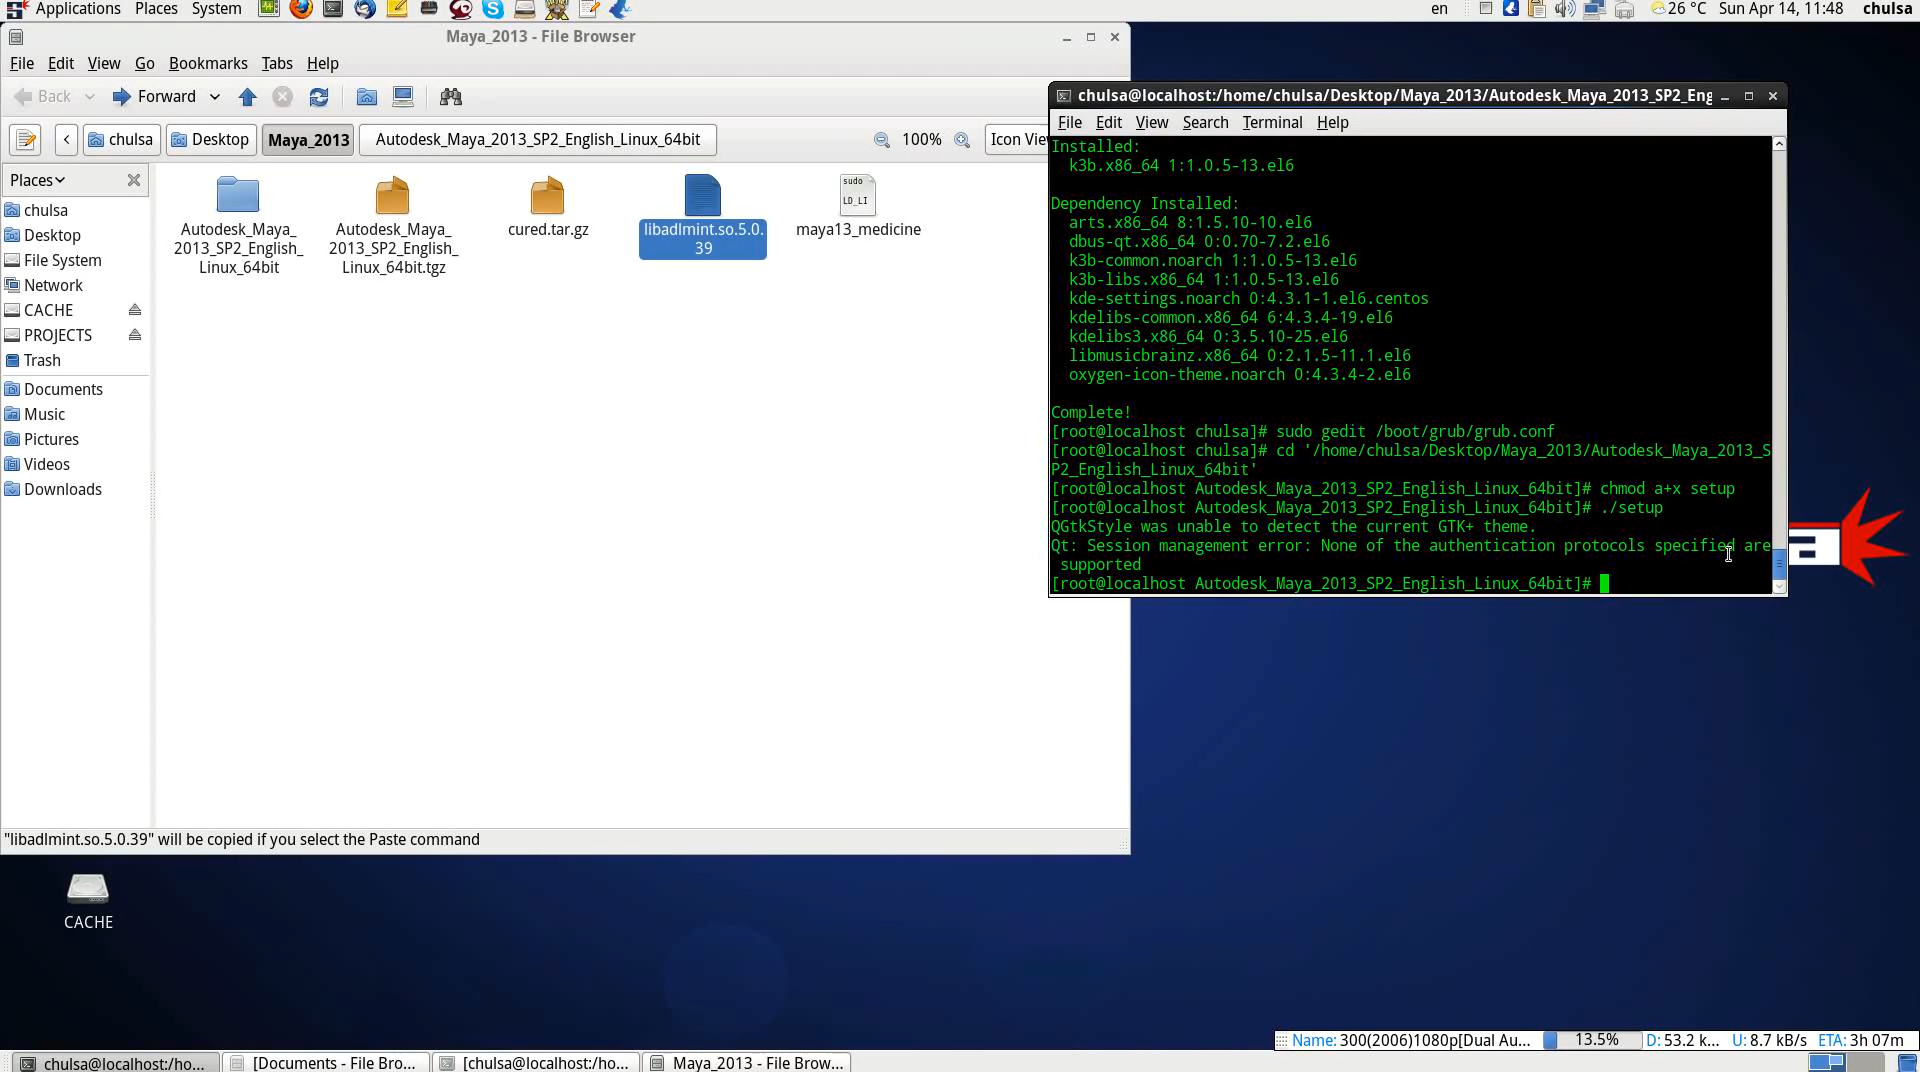 Applications Places System
en
26 °C Sun Apr 14, 11:48 chulsa
Maya_2013 - File Browser
File Edit View Go Bookmarks Tabs Help
Back Forward
chulsa Desktop Maya_2013 Autodesk_Maya_2013_SP2_English_Linux_64bit 100% Icon Vie
Places
chulsa
Desktop
File System
Network
CACHE
PROJECTS
Trash
Documents
Music
Pictures
Videos
Downloads
Autodesk_Maya_
2013_SP2_English_
Linux_64bit
Autodesk_Maya_
2013_SP2_English_
Linux_64bit.tgz
cured.tar.gz
libadlmint.so.5.0.
39
sudo
LD_LI
maya13_medicine
"libadlmint.so.5.0.39" will be copied if you select the Paste command
chulsa@localhost:/home/chulsa/Desktop/Maya_2013/Autodesk_Maya_2013_SP2_Eng
File Edit View Search Terminal Help
Installed:
k3b.x86_64 1:1.0.5-13.el6
Dependency Installed:
arts.x86_64 8:1.5.10-10.el6
dbus-qt.x86_64 0:0.70-7.2.el6
k3b-common.noarch 1:1.0.5-13.el6
k3b-libs.x86_64 1:1.0.5-13.el6
kde-settings.noarch 0:4.3.1-1.el6.centos
kdelibs-common.x86_64 6:4.3.4-19.el6
kdelibs3.x86_64 0:3.5.10-25.el6
libmusicbrainz.x86_64 0:2.1.5-11.1.el6
oxygen-icon-theme.noarch 0:4.3.4-2.el6
Complete!
[root@localhost chulsa]# sudo gedit /boot/grub/grub.conf
[root@localhost chulsa]# cd '/home/chulsa/Desktop/Maya_2013/Autodesk_Maya_2013_S
P2_English_Linux_64bit'
[root@localhost Autodesk_Maya_2013_SP2_English_Linux_64bit]# chmod a+x setup
[root@localhost Autodesk_Maya_2013_SP2_English_Linux_64bit]# ./setup
QGtkStyle was unable to detect the current GTK+ theme.
Qt: Session management error: None of the authentication protocols specified are
supported
[root@localhost Autodesk_Maya_2013_SP2_English_Linux_64bit]#
a
CACHE
Name: 300(2006)1080p[Dual Au... 13.5% D: 53.2 k... U: 8.7 kB/s ETA: 3h 07m
chulsa@localhost:/ho... [Documents - File Bro... [chulsa@localhost:/ho... Maya_2013 - File Brow...